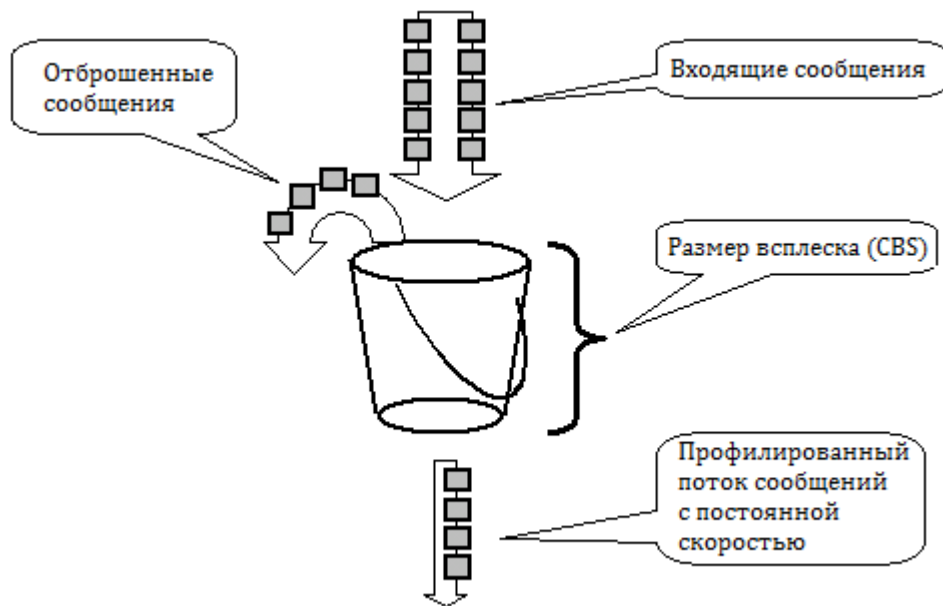 Отброшенные
сообщения
Входящие сообщения
Размер всплеска (CBS)
Профилированный
поток сообщений
с постоянной
скоростью